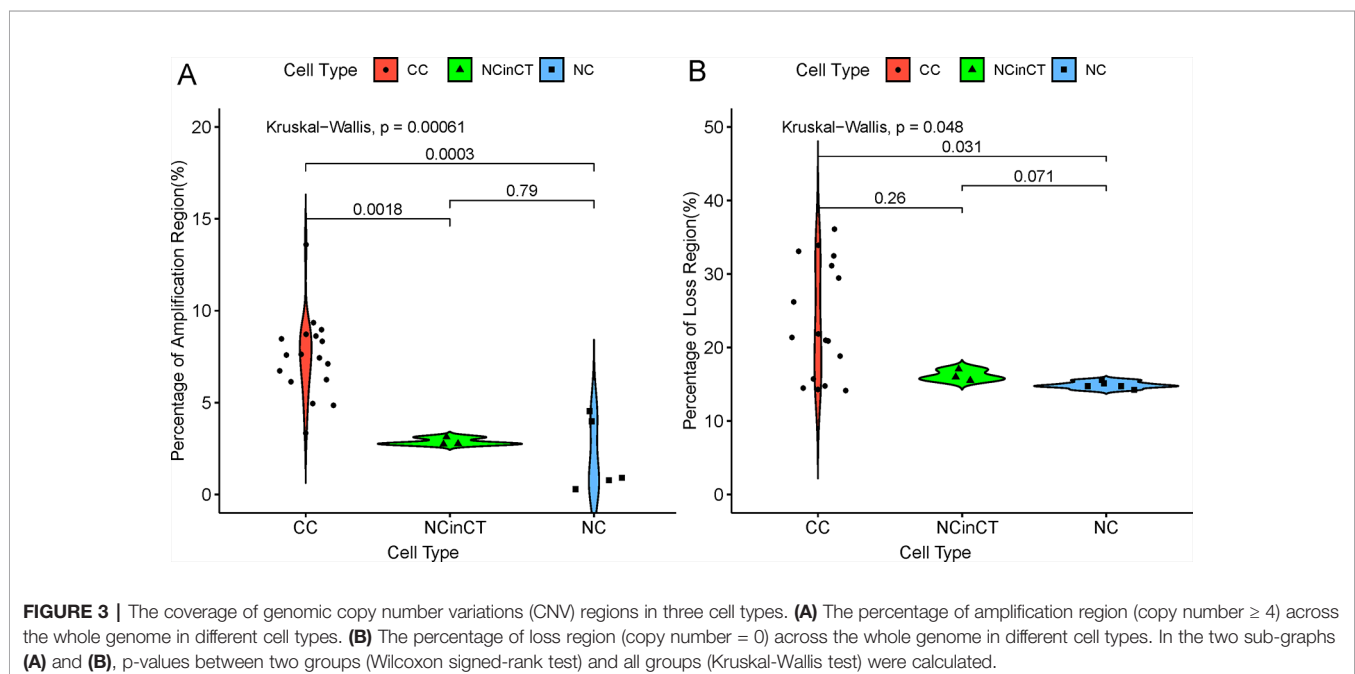 A
Cell Type CC NCinCT NC
Kruskal−Wallis, p = 0.00061
0.0003
0.79
0.0018
20
15
10
5
0
Percentage of Amplification Region(%)
CC NCinCT NC
Cell Type
B
Cell Type CC NCinCT NC
Kruskal−Wallis, p = 0.048
0.031
0.071
0.26
50
40
30
20
10
0
Percentage of Loss Region(%)
CC NCinCT NC
Cell Type
FIGURE 3 | The coverage of genomic copy number variations (CNV) regions in three cell types. (A) The percentage of amplification region (copy number ≥ 4) across
the whole genome in different cell types. (B) The percentage of loss region (copy number = 0) across the whole genome in different cell types. In the two sub-graphs
(A) and (B), p-values between two groups (Wilcoxon signed-rank test) and all groups (Kruskal-Wallis test) were calculated.